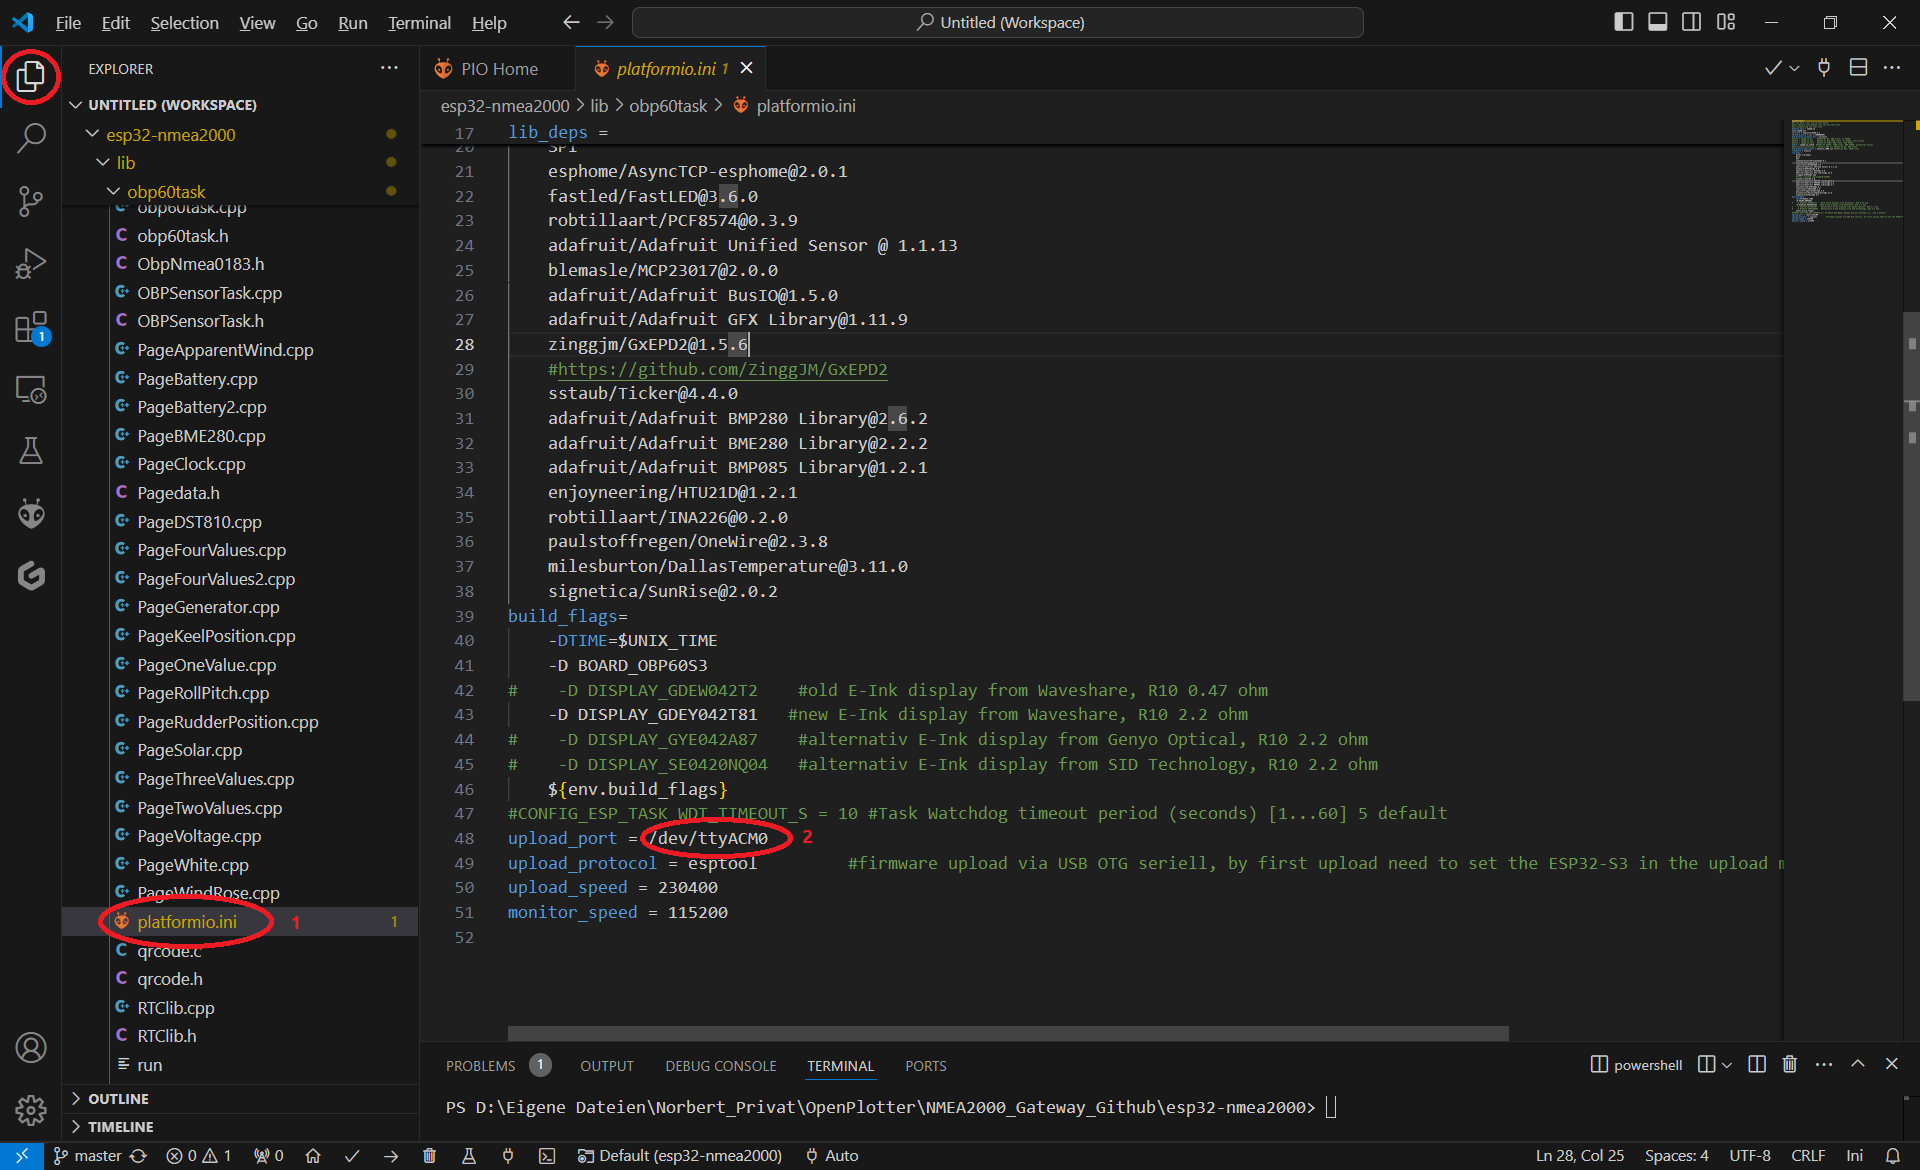 File Edit Selection View Go Run Terminal Help
Untitled (Workspace)
EXPLORER
UNTITLED (WORKSPACE)
esp32-nmea2000
lib
obp60task
obp60task.cpp
obp60task.h
ObpNmea0183.h
OBPSensorTask.cpp
OBPSensorTask.h
PageApparentWind.cpp
PageBattery.cpp
PageBattery2.cpp
PageBME280.cpp
PageClock.cpp
Pagedata.h
PageDST810.cpp
PageFourValues.cpp
PageFourValues2.cpp
PageGenerator.cpp
PageKeelPosition.cpp
PageOneValue.cpp
PageRollPitch.cpp
PageRudderPosition.cpp
PageSolar.cpp
PageThreeValues.cpp
PageTwoValues.cpp
PageVoltage.cpp
PageWhite.cpp
PageWindRose.cpp
platformio.ini 1 1
qrcode.c
qrcode.h
RTClib.cpp
RTClib.h
run
OUTLINE
TIMELINE
1
PIO Home
platformio.ini 1
esp32-nmea2000 > lib > obp60task > platformio.ini
17 lib_deps =
20 SPI
21 esphome/AsyncTCP-esphome@2.0.1
22 fastled/FastLED@3.6.0
23 robtillaart/PCF8574@0.3.9
24 adafruit/Adafruit Unified Sensor @ 1.1.13
25 blemasle/MCP23017@2.0.0
26 adafruit/Adafruit BusIO@1.5.0
27 adafruit/Adafruit GFX Library@1.11.9
28 zinggjm/GxEPD2@1.5.6
29 #https://github.com/ZinggJM/GxEPD2
30 sstaub/Ticker@4.4.0
31 adafruit/Adafruit BMP280 Library@2.6.2
32 adafruit/Adafruit BME280 Library@2.2.2
33 adafruit/Adafruit BMP085 Library@1.2.1
34 enjoyneering/HTU21D@1.2.1
35 robtillaart/INA226@0.2.0
36 paulstoffregen/OneWire@2.3.8
37 milesburton/DallasTemperature@3.11.0
38 signetica/SunRise@2.0.2
39 build_flags=
40 -DTIME=$UNIX_TIME
41 -D BOARD_OBP60S3
42 # -D DISPLAY_GDEW042T2 #old E-Ink display from Waveshare, R10 0.47 ohm
43 -D DISPLAY_GDEY042T81 #new E-Ink display from Waveshare, R10 2.2 ohm
44 # -D DISPLAY_GYE042A87 #alternativ E-Ink display from Genyo Optical, R10 2.2 ohm
45 # -D DISPLAY_SE0420NQ04 #alternativ E-Ink display from SID Technology, R10 2.2 ohm
46 ${env.build_flags}
47 #CONFIG_ESP_TASK_WDT_TIMEOUT_S = 10 #Task Watchdog timeout period (seconds) [1...60] 5 default
48 upload_port = /dev/ttyACM0 2
49 upload_protocol = esptool #firmware upload via USB OTG seriell, by first upload need to set the ESP32-S3 in the upload m
50 upload_speed = 230400
51 monitor_speed = 115200
52
PROBLEMS 1 OUTPUT DEBUG CONSOLE TERMINAL PORTS
powershell
PS D:\Eigene Dateien\Norbert_Privat\OpenPlotter\NMEA2000_Gateway_Github\esp32-nmea2000>
master 0 1 0 Default (esp32-nmea2000) Auto
Ln 28, Col 25 Spaces: 4 UTF-8 CRLF Ini